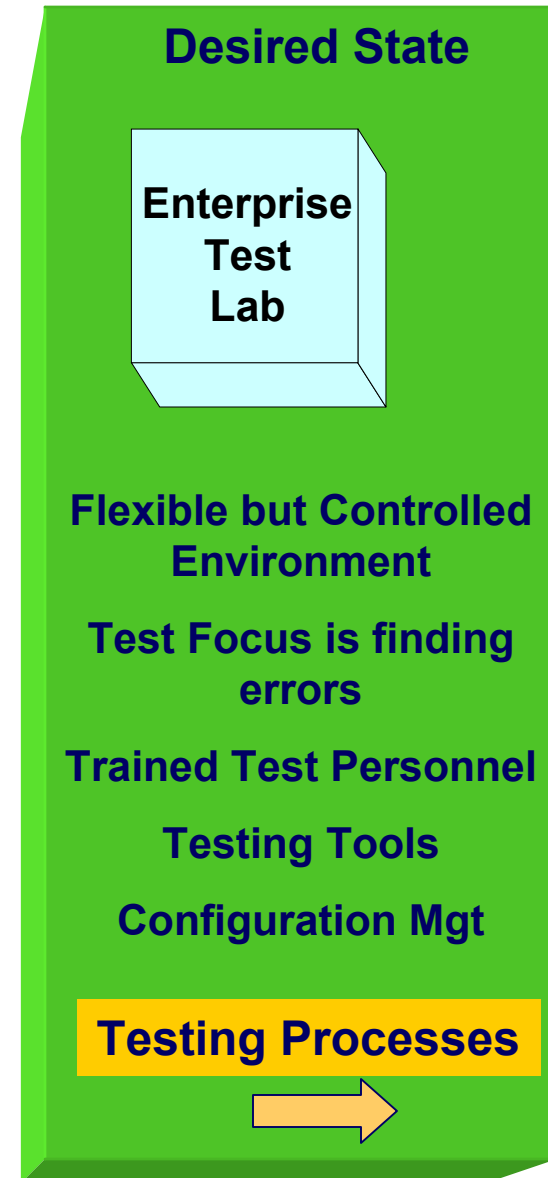 Desired State
Enterprise
Test
Lab
Flexible but Controlled
Environment
Test Focus is finding
errors
Trained Test Personnel
Testing Tools
Configuration Mgt
Testing Processes